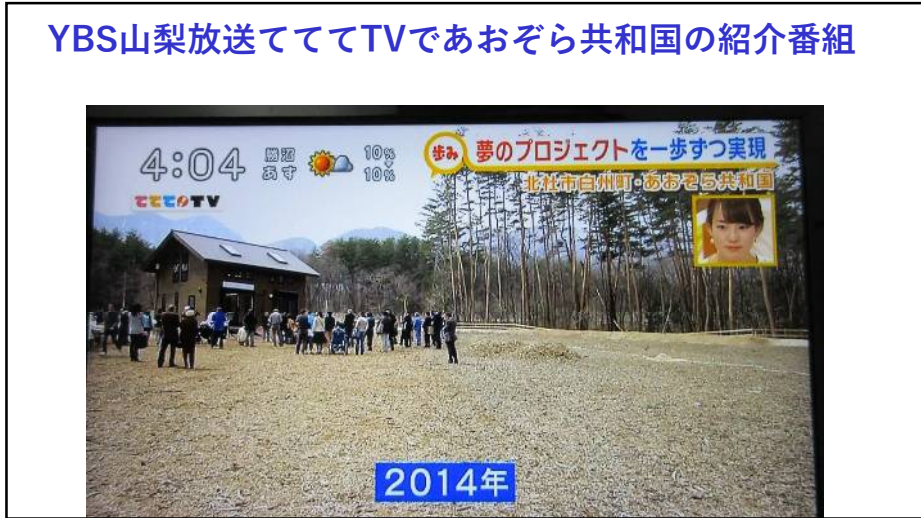 YBS山梨放送てててTVであおぞら共和国の紹介番組
4:04
勝沼
あす
10%
10%
てててTV
歩み
夢のプロジェクトを一歩ずつ実現
北杜市白州町・あおぞら共和国
2014年